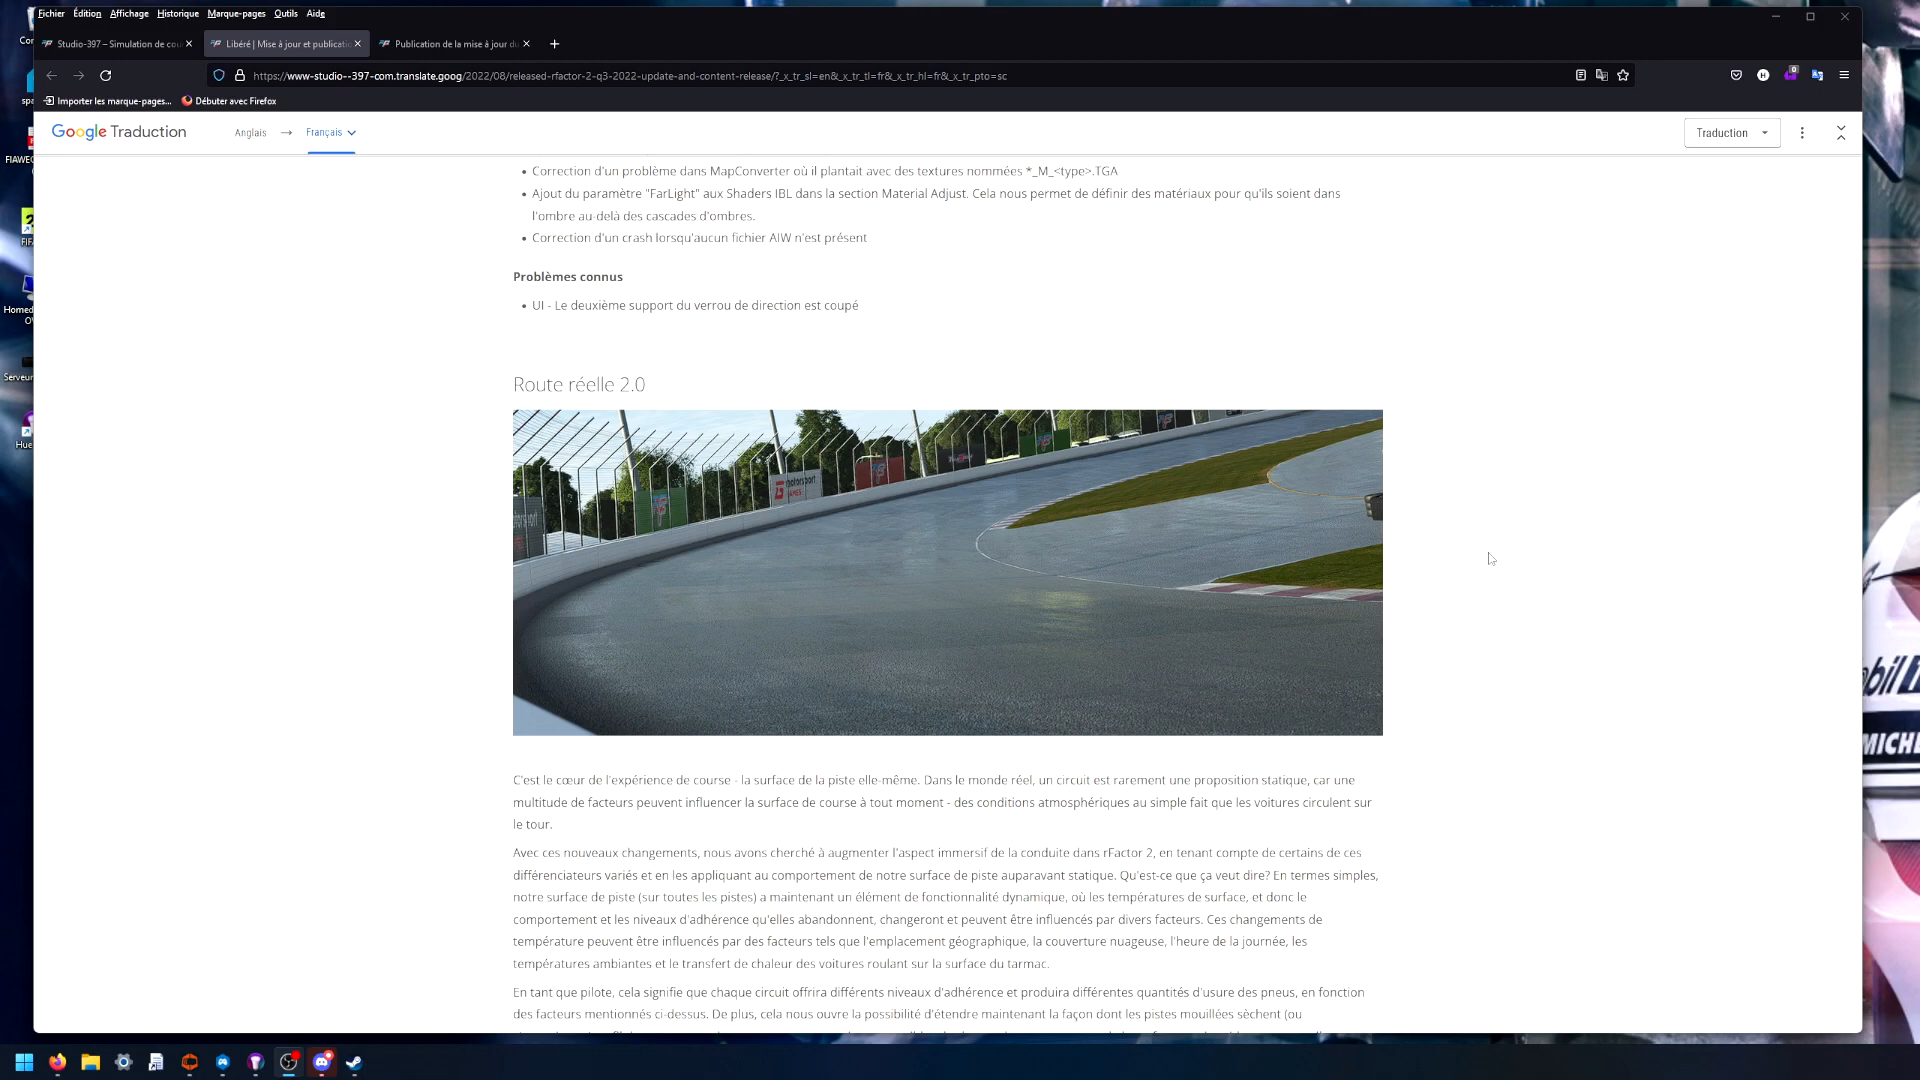 Fichier Édition Affichage Historique Marque-pages Outils Aide
Studio-397 – Simulation de cou
Libéré | Mise à jour et publicatio
Publication de la mise à jour du
https://www-studio--397-com.translate.goog/2022/08/released-rfactor-2-q3-2022-update-and-content-release/?_x_tr_sl=en&_x_tr_tl=fr&_x_tr_hl=fr&_x_tr_pto=sc
0
Importer les marque-pages... Débuter avec Firefox
Google Traduction Anglais → Français Traduction
• Correction d'un problème dans MapConverter où il plantait avec des textures nommées *_M_<type>.TGA
• Ajout du paramètre "FarLight" aux Shaders IBL dans la section Material Adjust. Cela nous permet de définir des matériaux pour qu'ils soient dans
l'ombre au-delà des cascades d'ombres.
• Correction d'un crash lorsqu'aucun fichier AIW n'est présent
Problèmes connus
• UI - Le deuxième support du verrou de direction est coupé
Route réelle 2.0
motorsport
GAMES
C'est le cœur de l'expérience de course - la surface de la piste elle-même. Dans le monde réel, un circuit est rarement une proposition statique, car une
multitude de facteurs peuvent influencer la surface de course à tout moment - des conditions atmosphériques au simple fait que les voitures circulent sur
le tour.
Avec ces nouveaux changements, nous avons cherché à augmenter l'aspect immersif de la conduite dans rFactor 2, en tenant compte de certains de ces
différenciateurs variés et en les appliquant au comportement de notre surface de piste auparavant statique. Qu'est-ce que ça veut dire? En termes simples,
notre surface de piste (sur toutes les pistes) a maintenant un élément de fonctionnalité dynamique, où les températures de surface, et donc le
comportement et les niveaux d'adhérence qu'elles abandonnent, changeront et peuvent être influencés par divers facteurs. Ces changements de
température peuvent être influencés par des facteurs tels que l'emplacement géographique, la couverture nuageuse, l'heure de la journée, les
températures ambiantes et le transfert de chaleur des voitures roulant sur la surface du tarmac.
En tant que pilote, cela signifie que chaque circuit offrira différents niveaux d'adhérence et produira différentes quantités d'usure des pneus, en fonction
des facteurs mentionnés ci-dessus. De plus, cela nous ouvre la possibilité d'étendre maintenant la façon dont les pistes mouillées sèchent (ou
Cor
spa
FIAWEC
FIF
Homed
Serveur
Hue
MICHE